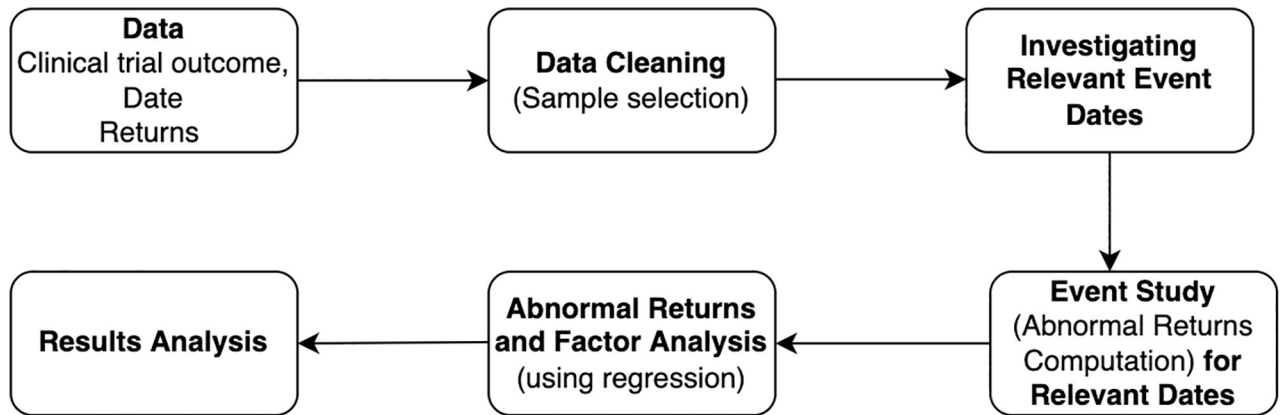 Data
Clinical trial outcome,
Date
Returns
Data Cleaning
(Sample selection)
Investigating
Relevant Event
Dates
Event Study
(Abnormal Returns
Computation) for
Relevant Dates
Abnormal Returns
and Factor Analysis
(using regression)
Results Analysis